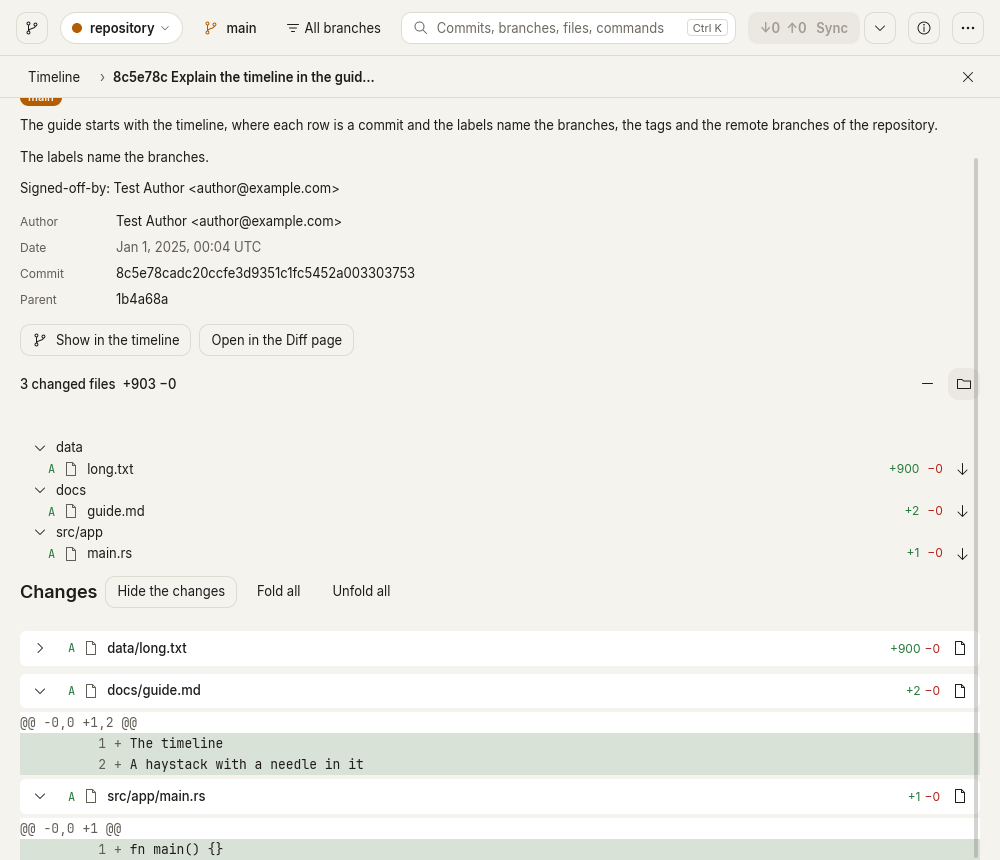 repository
main
All branches
Commits, branches, files, commands
Ctrl K
↓0 ↑0 Sync
Timeline › 8c5e78c Explain the timeline in the guid…
main
The guide starts with the timeline, where each row is a commit and the labels name the branches, the tags and the remote branches of the repository.
The labels name the branches.
Signed-off-by: Test Author <author@example.com>
Author Test Author <author@example.com>
Date Jan 1, 2025, 00:04 UTC
Commit 8c5e78cadc20ccfe3d9351c1fc5452a003303753
Parent 1b4a68a
Show in the timeline
Open in the Diff page
3 changed files +903 −0
data
A long.txt +900 −0
docs
A guide.md +2 −0
src/app
A main.rs +1 −0
Changes
Hide the changes
Fold all
Unfold all
A data/long.txt +900 −0
A docs/guide.md +2 −0
@@ -0,0 +1,2 @@
1 + The timeline
2 + A haystack with a needle in it
A src/app/main.rs +1 −0
@@ -0,0 +1 @@
1 + fn main() {}